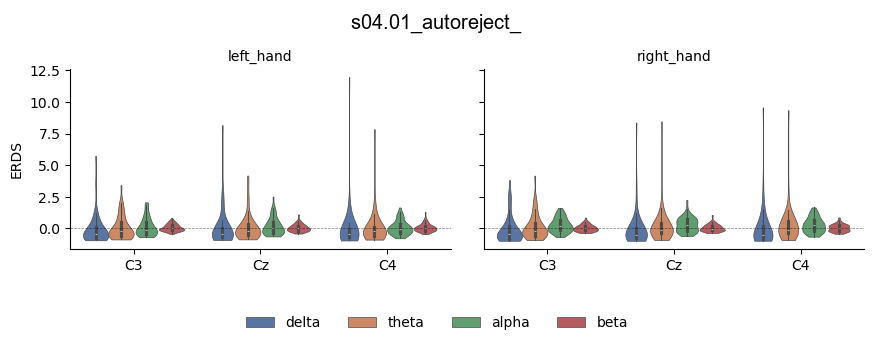 s04.01_autoreject_
left_hand
right_hand
ERDS
12.5
10.0
7.5
5.0
2.5
0.0
C3 Cz C4
C3 Cz C4
delta theta alpha beta